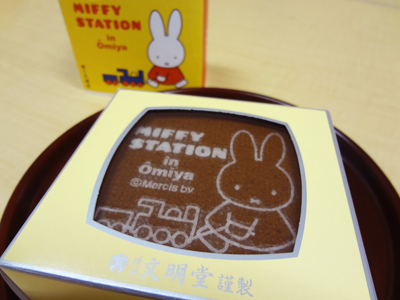 MIFFY
STATION
in
Ōmiya
MIFFY
STATION
in
Ōmiya
©Mercis bv
文明堂 謹製